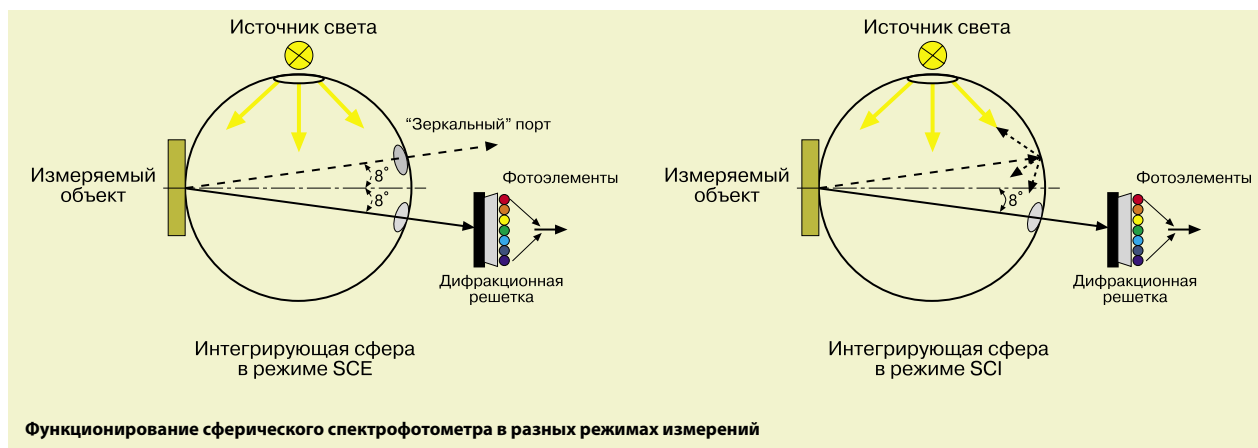 Источник света
“Зеркальный” порт
8°
8°
Измеряемый
объект
Фотоэлементы
Дифракционная
решетка
Интегрирующая сфера
в режиме SCE
Источник света
8°
Измеряемый
объект
Фотоэлементы
Дифракционная
решетка
Интегрирующая сфера
в режиме SCI
Функционирование сферического спектрофотометра в разных режимах измерений